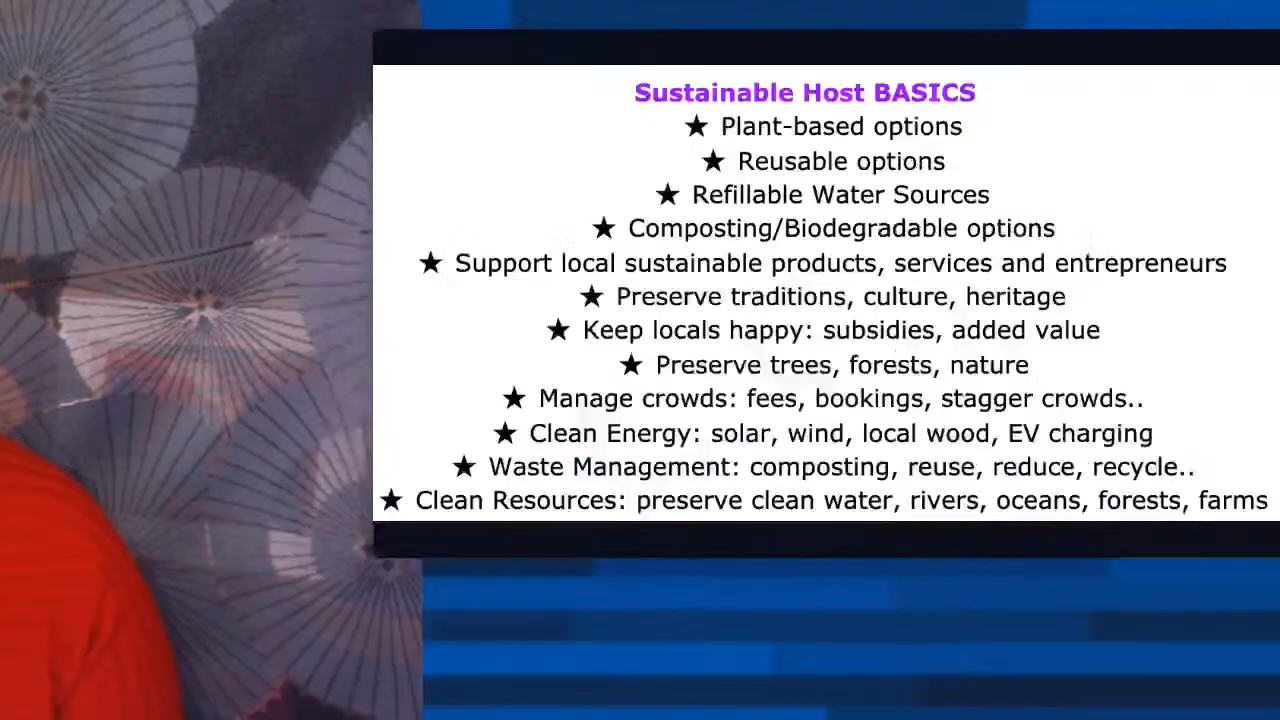 Sustainable Host BASICS
★ Plant-based options
★ Reusable options
★ Refillable Water Sources
★ Composting/Biodegradable options
★ Support local sustainable products, services and entrepreneurs
★ Preserve traditions, culture, heritage
★ Keep locals happy: subsidies, added value
★ Preserve trees, forests, nature
★ Manage crowds: fees, bookings, stagger crowds..
★ Clean Energy: solar, wind, local wood, EV charging
★ Waste Management: composting, reuse, reduce, recycle..
★ Clean Resources: preserve clean water, rivers, oceans, forests, farms